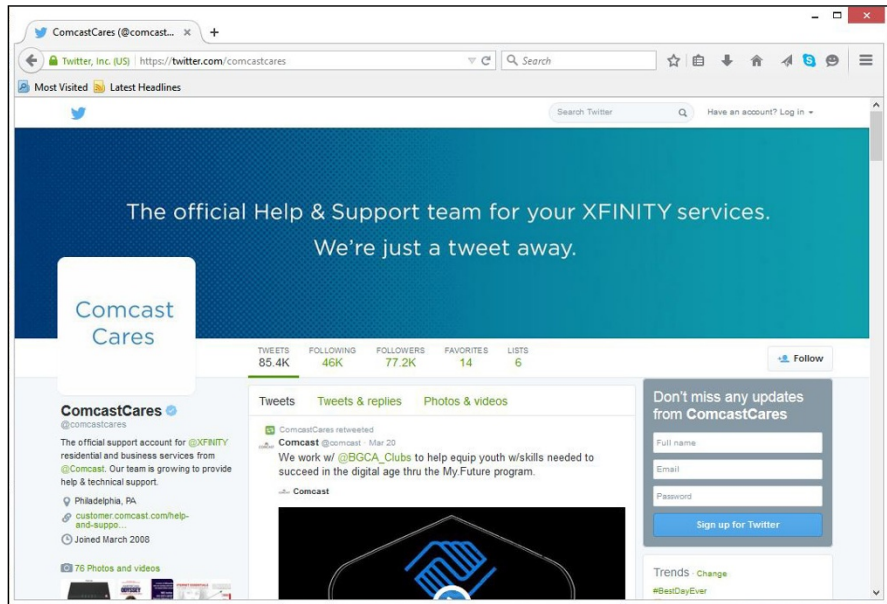 ComcastCares (@comcast...
Twitter, Inc. (US) https://twitter.com/comcastcares
Search
Most Visited Latest Headlines
Search Twitter Have an account? Log in
The official Help & Support team for your XFINITY services.
We're just a tweet away.
Comcast
Cares
TWEETS FOLLOWING FOLLOWERS FAVORITES LISTS
85.4K 46K 77.2K 14 6
Follow
ComcastCares
@comcastcares
The official support account for @XFINITY
residential and business services from
@Comcast. Our team is growing to provide
help & technical support.
Philadelphia, PA
customer.comcast.com/help-
and-suppo...
Joined March 2008
76 Photos and videos
Tweets Tweets & replies Photos & videos
ComcastCares retweeted
Comcast @comcast · Mar 20
We work w/ @BGCA_Clubs to help equip youth w/skills needed to
succeed in the digital age thru the My.Future program.
Comcast
Don't miss any updates
from ComcastCares
Full name
Email
Password
Sign up for Twitter
Trends · Change
#BestDayEver